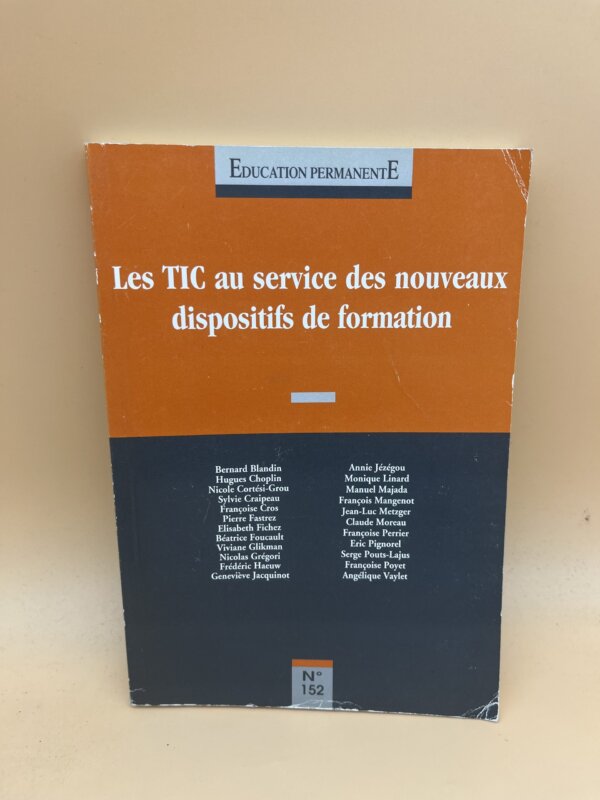 EDUCATION PERMANENTE
Les TIC au service des nouveaux
dispositifs de formation
Bernard Blandin
Hugues Choplin
Nicole Cortési-Grou
Sylvie Craipeau
Françoise Cros
Pierre Fastrez
Elisabeth Fichez
Béatrice Foucault
Viviane Glikman
Nicolas Grégori
Frédéric Haeuw
Geneviève Jacquinot
Annie Jézégou
Monique Linard
Manuel Majada
François Mangenot
Jean-Luc Metzger
Claude Moreau
Françoise Perrier
Eric Pignorel
Serge Pouts-Lajus
Françoise Poyet
Angélique Vaylet
N°
152